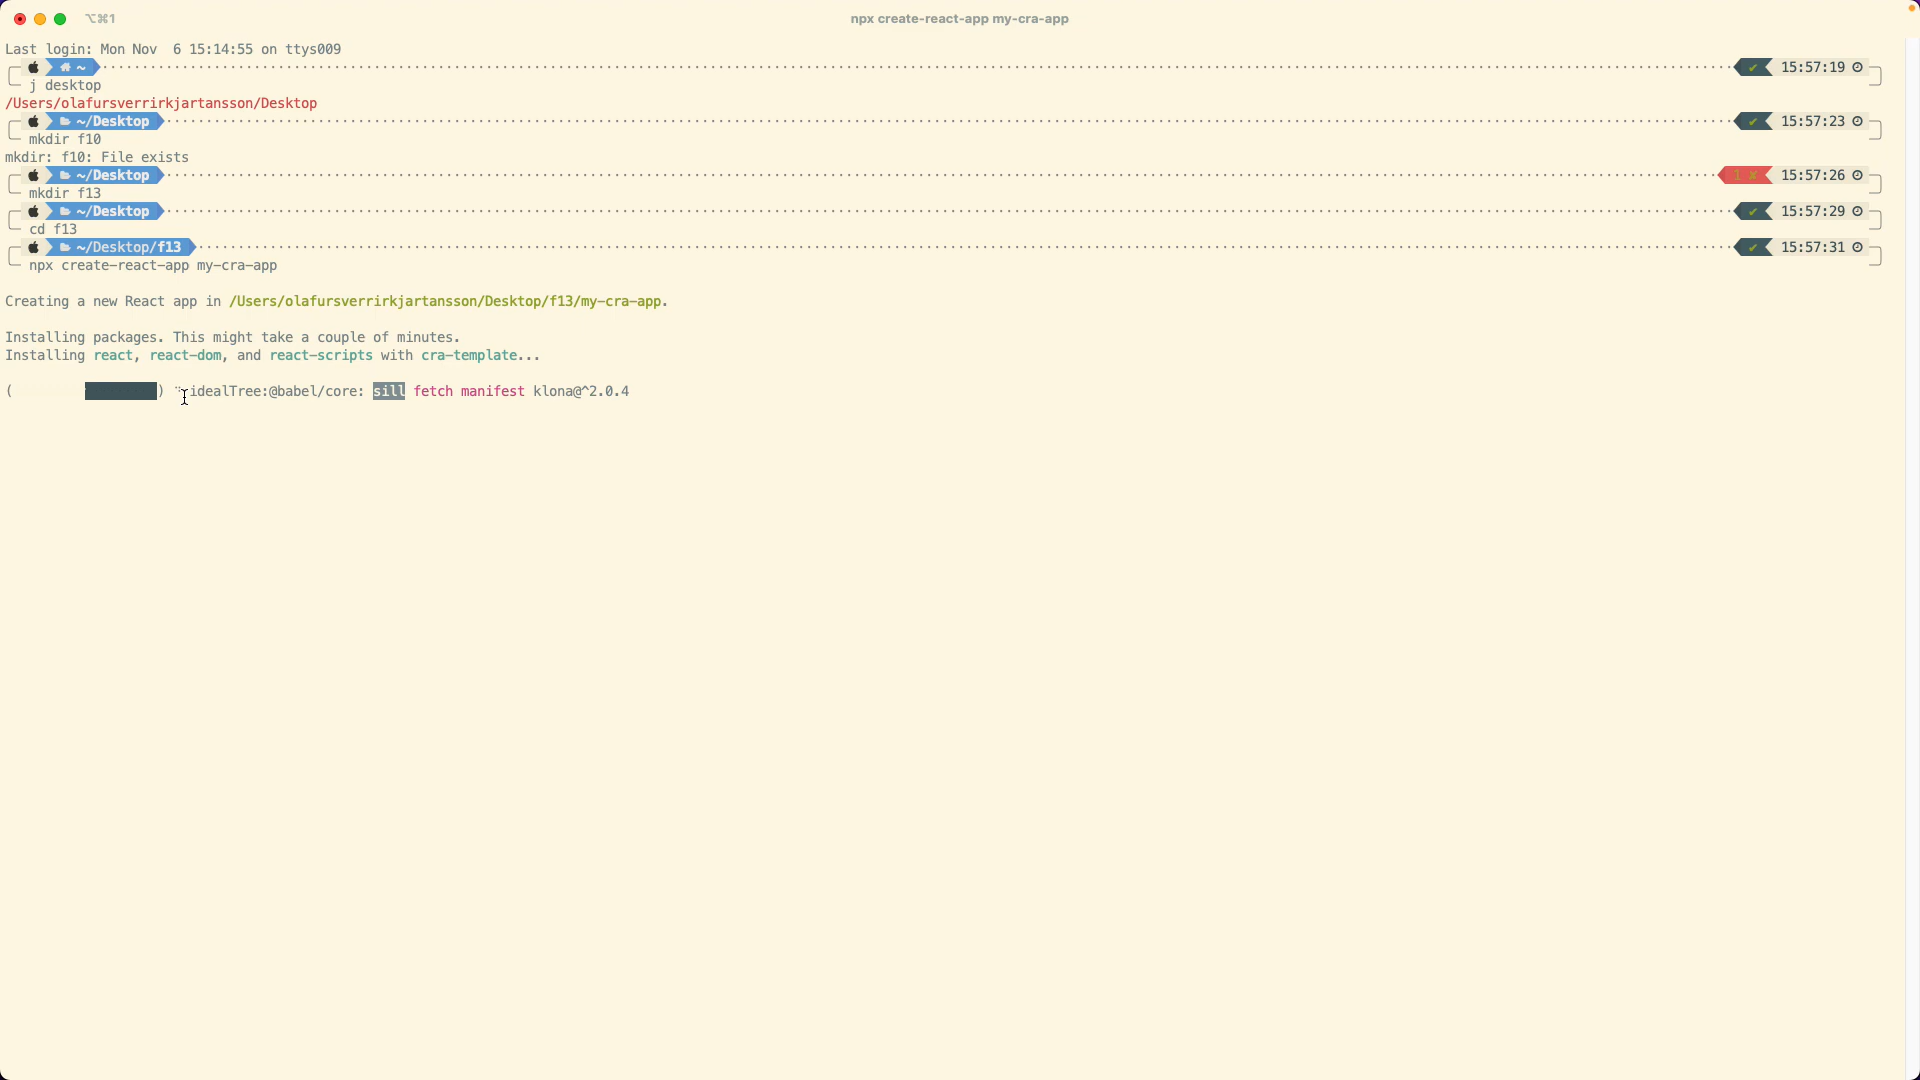 ⌥⌘1
npx create-react-app my-cra-app
Last login: Mon Nov  6 15:14:55 on ttys009
~ ✔ 15:57:19
j desktop
/Users/olafursverrirkjartansson/Desktop
~/Desktop ✔ 15:57:23
mkdir f10
mkdir: f10: File exists
~/Desktop 1 ✘ 15:57:26
mkdir f13
~/Desktop ✔ 15:57:29
cd f13
~/Desktop/f13 ✔ 15:57:31
npx create-react-app my-cra-app
Creating a new React app in /Users/olafursverrirkjartansson/Desktop/f13/my-cra-app.
Installing packages. This might take a couple of minutes.
Installing react, react-dom, and react-scripts with cra-template...
( ) idealTree:@babel/core: sill fetch manifest klona@^2.0.4